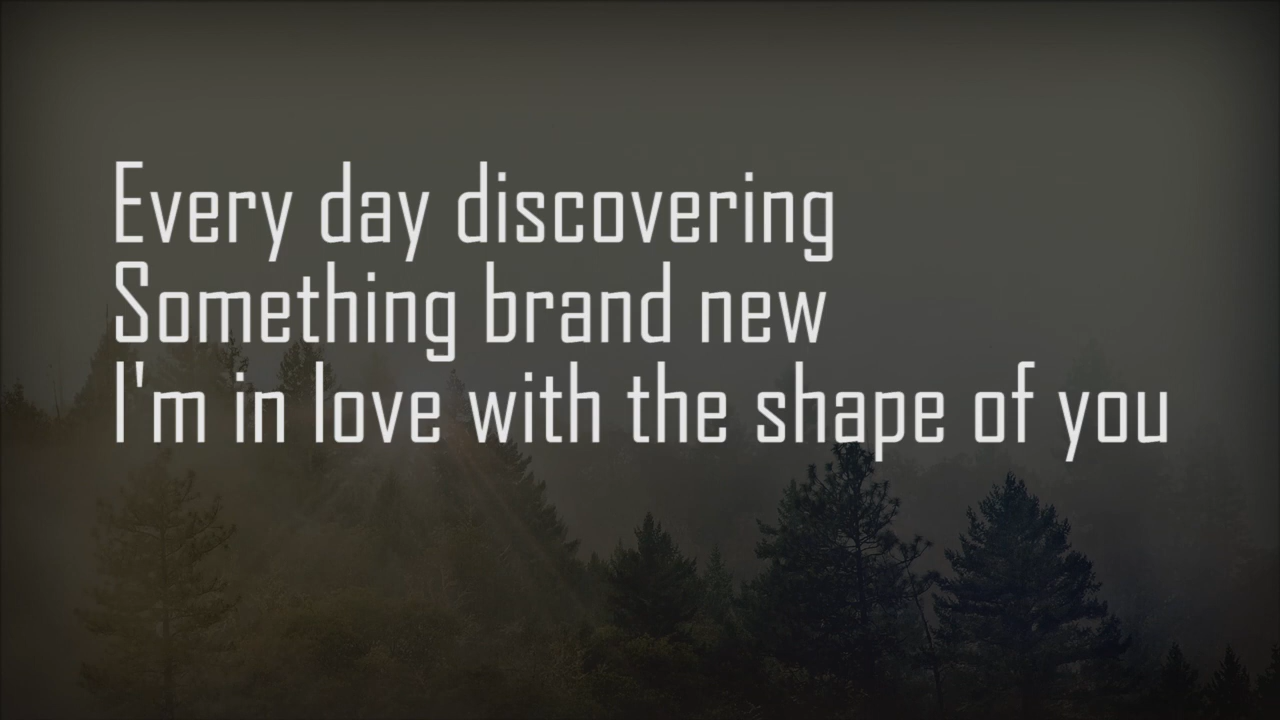 Every day discovering
Something brand new
I'm in love with the shape of you